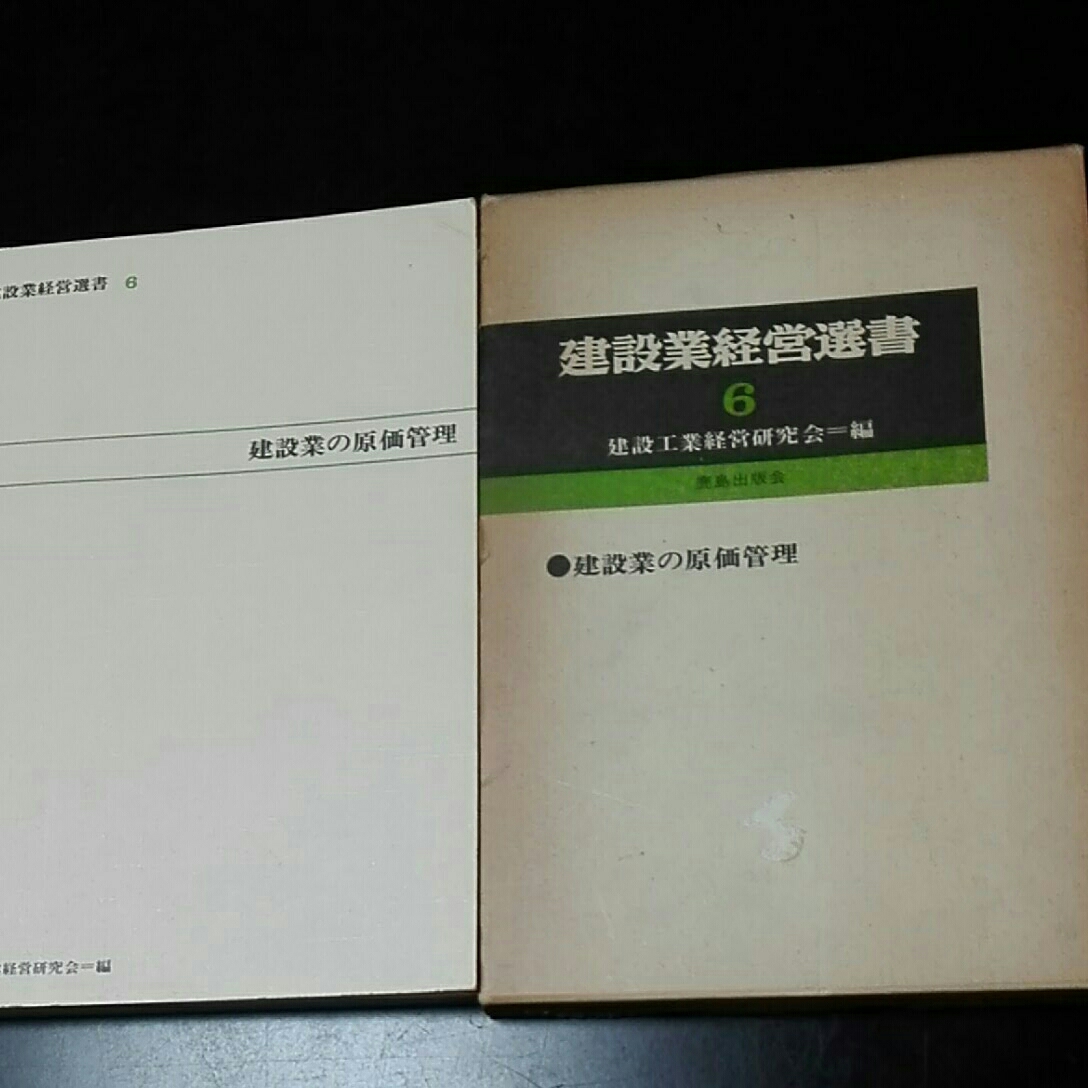 設業経営選書 6
建設業の原価管理
経営研究会=編
建設業経営選書
6
建設工業経営研究会=編
鹿島出版会
●建設業の原価管理